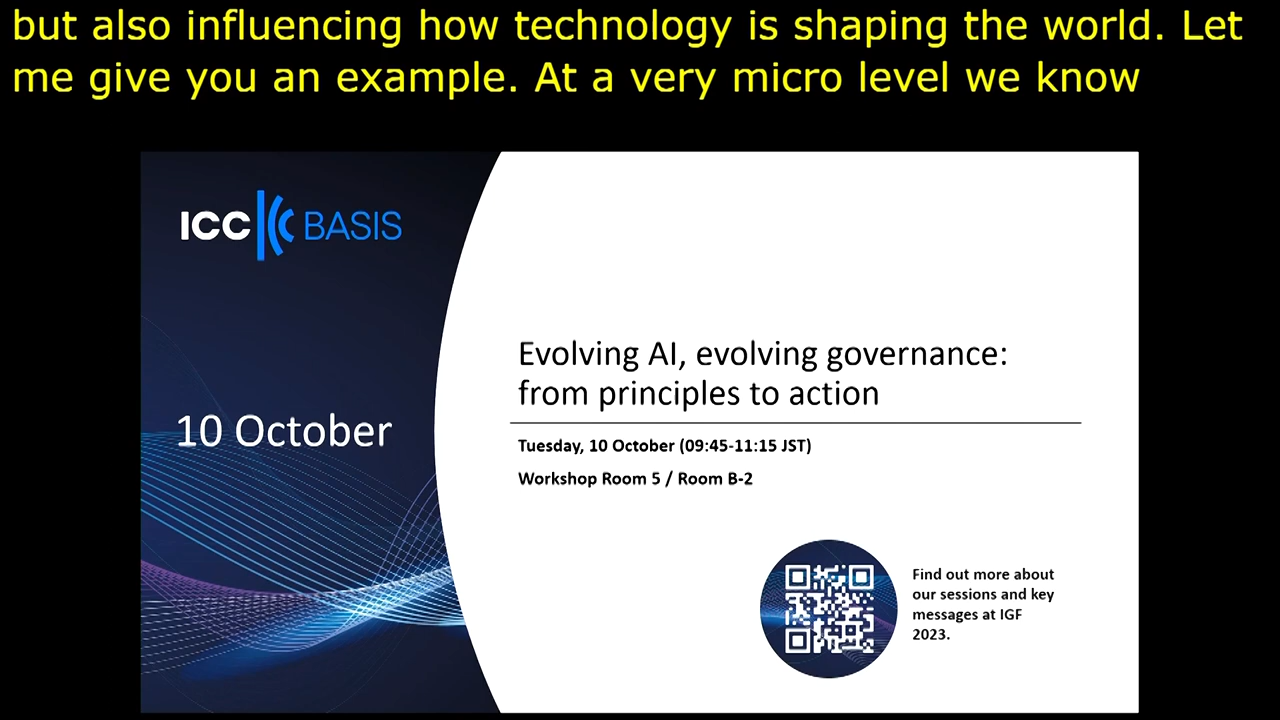 but also influencing how technology is shaping the world. Let
me give you an example. At a very micro level we know
ICC BASIS
10 October
Evolving AI, evolving governance:
from principles to action
Tuesday, 10 October (09:45-11:15 JST)
Workshop Room 5 / Room B-2
Find out more about
our sessions and key
messages at IGF
2023.